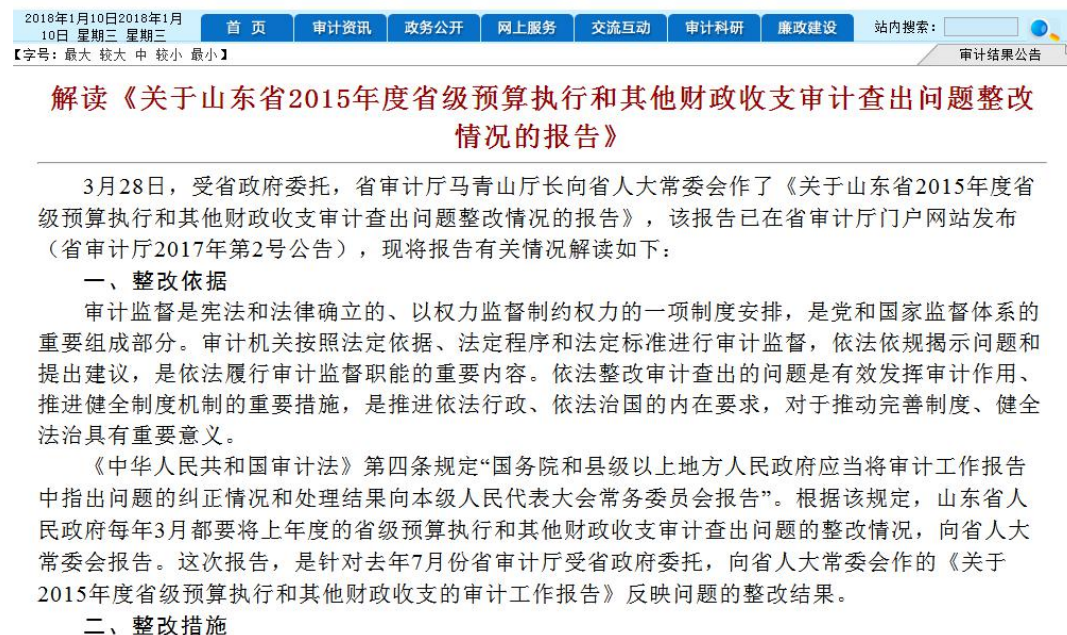 2018年1月10日2018年1月
10日 星期三 星期三
首 页 审计资讯 政务公开 网上服务 交流互动 审计科研 廉政建设 站内搜索：
【字号：最大 较大 中 较小 最小】 审计结果公告
解读《关于山东省2015年度省级预算执行和其他财政收支审计查出问题整改
情况的报告》
3月28日，受省政府委托，省审计厅马青山厅长向省人大常委会作了《关于山东省2015年度省
级预算执行和其他财政收支审计查出问题整改情况的报告》，该报告已在省审计厅门户网站发布
（省审计厅2017年第2号公告），现将报告有关情况解读如下：
一、整改依据
审计监督是宪法和法律确立的、以权力监督制约权力的一项制度安排，是党和国家监督体系的
重要组成部分。审计机关按照法定依据、法定程序和法定标准进行审计监督，依法依规揭示问题和
提出建议，是依法履行审计监督职能的重要内容。依法整改审计查出的问题是有效发挥审计作用、
推进健全制度机制的重要措施，是推进依法行政、依法治国的内在要求，对于推动完善制度、健全
法治具有重要意义。
《中华人民共和国审计法》第四条规定“国务院和县级以上地方人民政府应当将审计工作报告
中指出问题的纠正情况和处理结果向本级人民代表大会常务委员会报告”。根据该规定，山东省人
民政府每年3月都要将上年度的省级预算执行和其他财政收支审计查出问题的整改情况，向省人大
常委会报告。这次报告，是针对去年7月份省审计厅受省政府委托，向省人大常委会作的《关于
2015年度省级预算执行和其他财政收支的审计工作报告》反映问题的整改结果。
二、整改措施